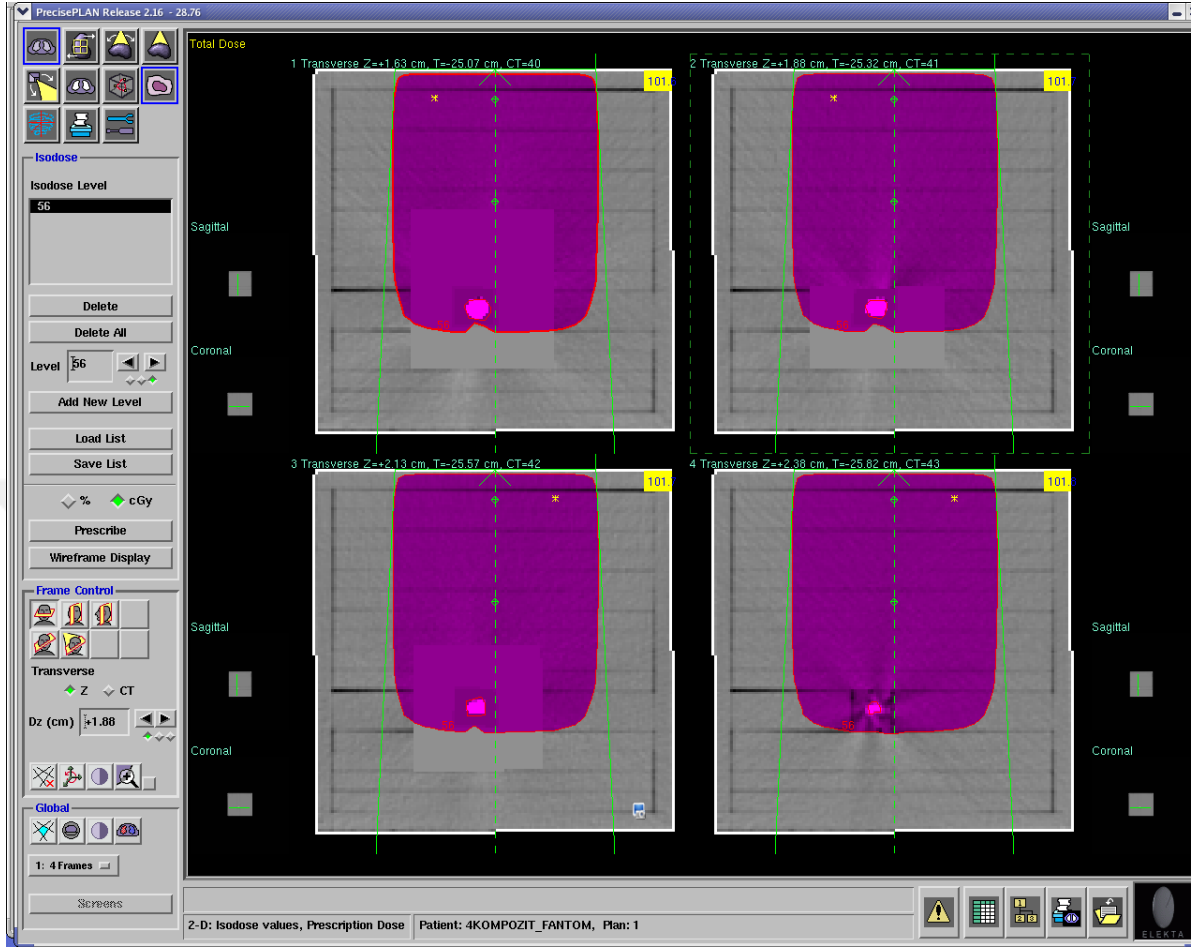 PrecisePLAN Release 2.16 - 28.76
Total Dose
1 Transverse Z=+1.63 cm, T=-25.07 cm, CT=40
2 Transverse Z=+1.88 cm, T=-25.32 cm, CT=41
101.
101.
Isodose
Isodose Level
56
Sagittal
Sagittal
Delete
Delete All
56
56
Coronal
Coronal
Level 56
Add New Level
Load List
Save List
3 Transverse Z=+2.13 cm, T=-25.57 cm, CT=42
4 Transverse Z=+2.38 cm, T=-25.82 cm, CT=43
101.
101.
% cGy
Prescribe
Wireframe Display
Frame Control
Sagittal
Sagittal
Transverse
Z CT
Dz (cm) +1.88
56
56
Coronal
Coronal
Global
1: 4 Frames
Screens
2-D: Isodose values, Prescription Dose
Patient: 4KOMPOZIT_FANTOM, Plan: 1
ELEKTA